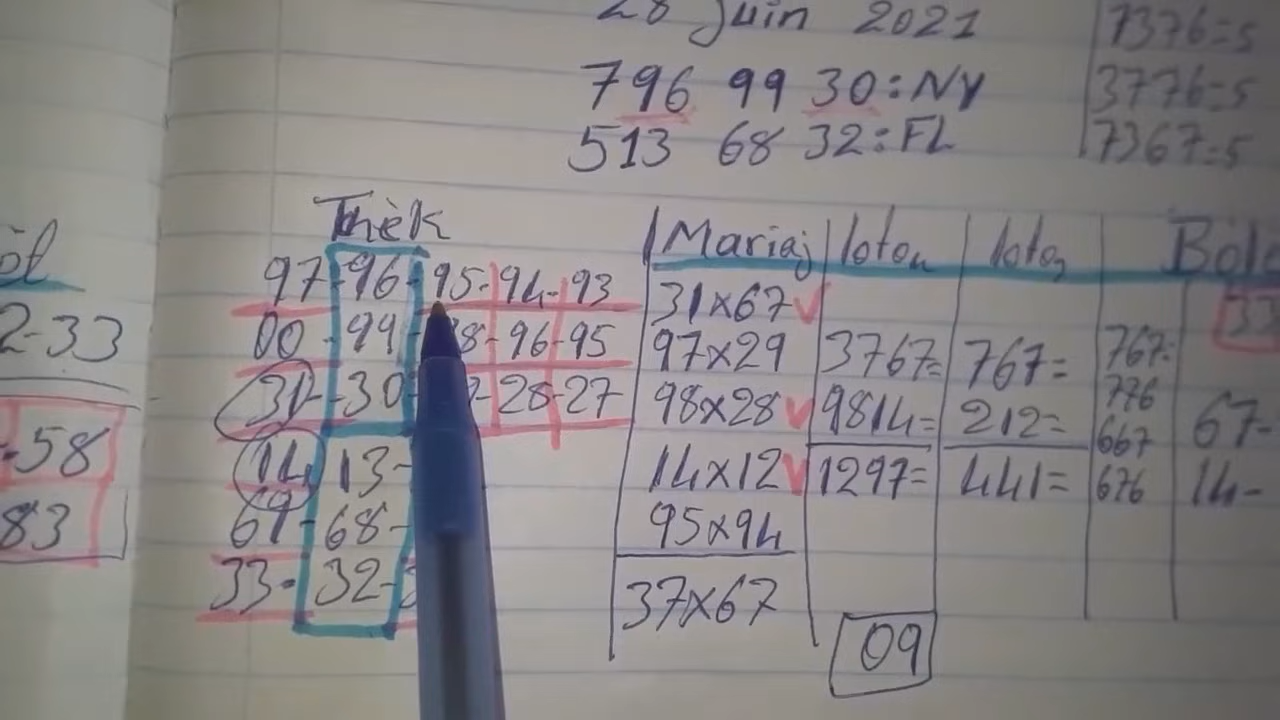 28 Juin 2021
796 99 30:NY
513 68 32:FL
7376=5
3776=5
7367=5
2-33
-58
83
Thèk
97-96-95-94-93
00-99-98-96-95
31-30- -28-27
14-13-
69-68-
33-32-
Mariaj
31x67
97x29
98x28
14x12
95x94
37x67
loto4
3767=
9814=
1297=
09
loto3
767=
212=
441=
767-
776
667
676
67-
14-